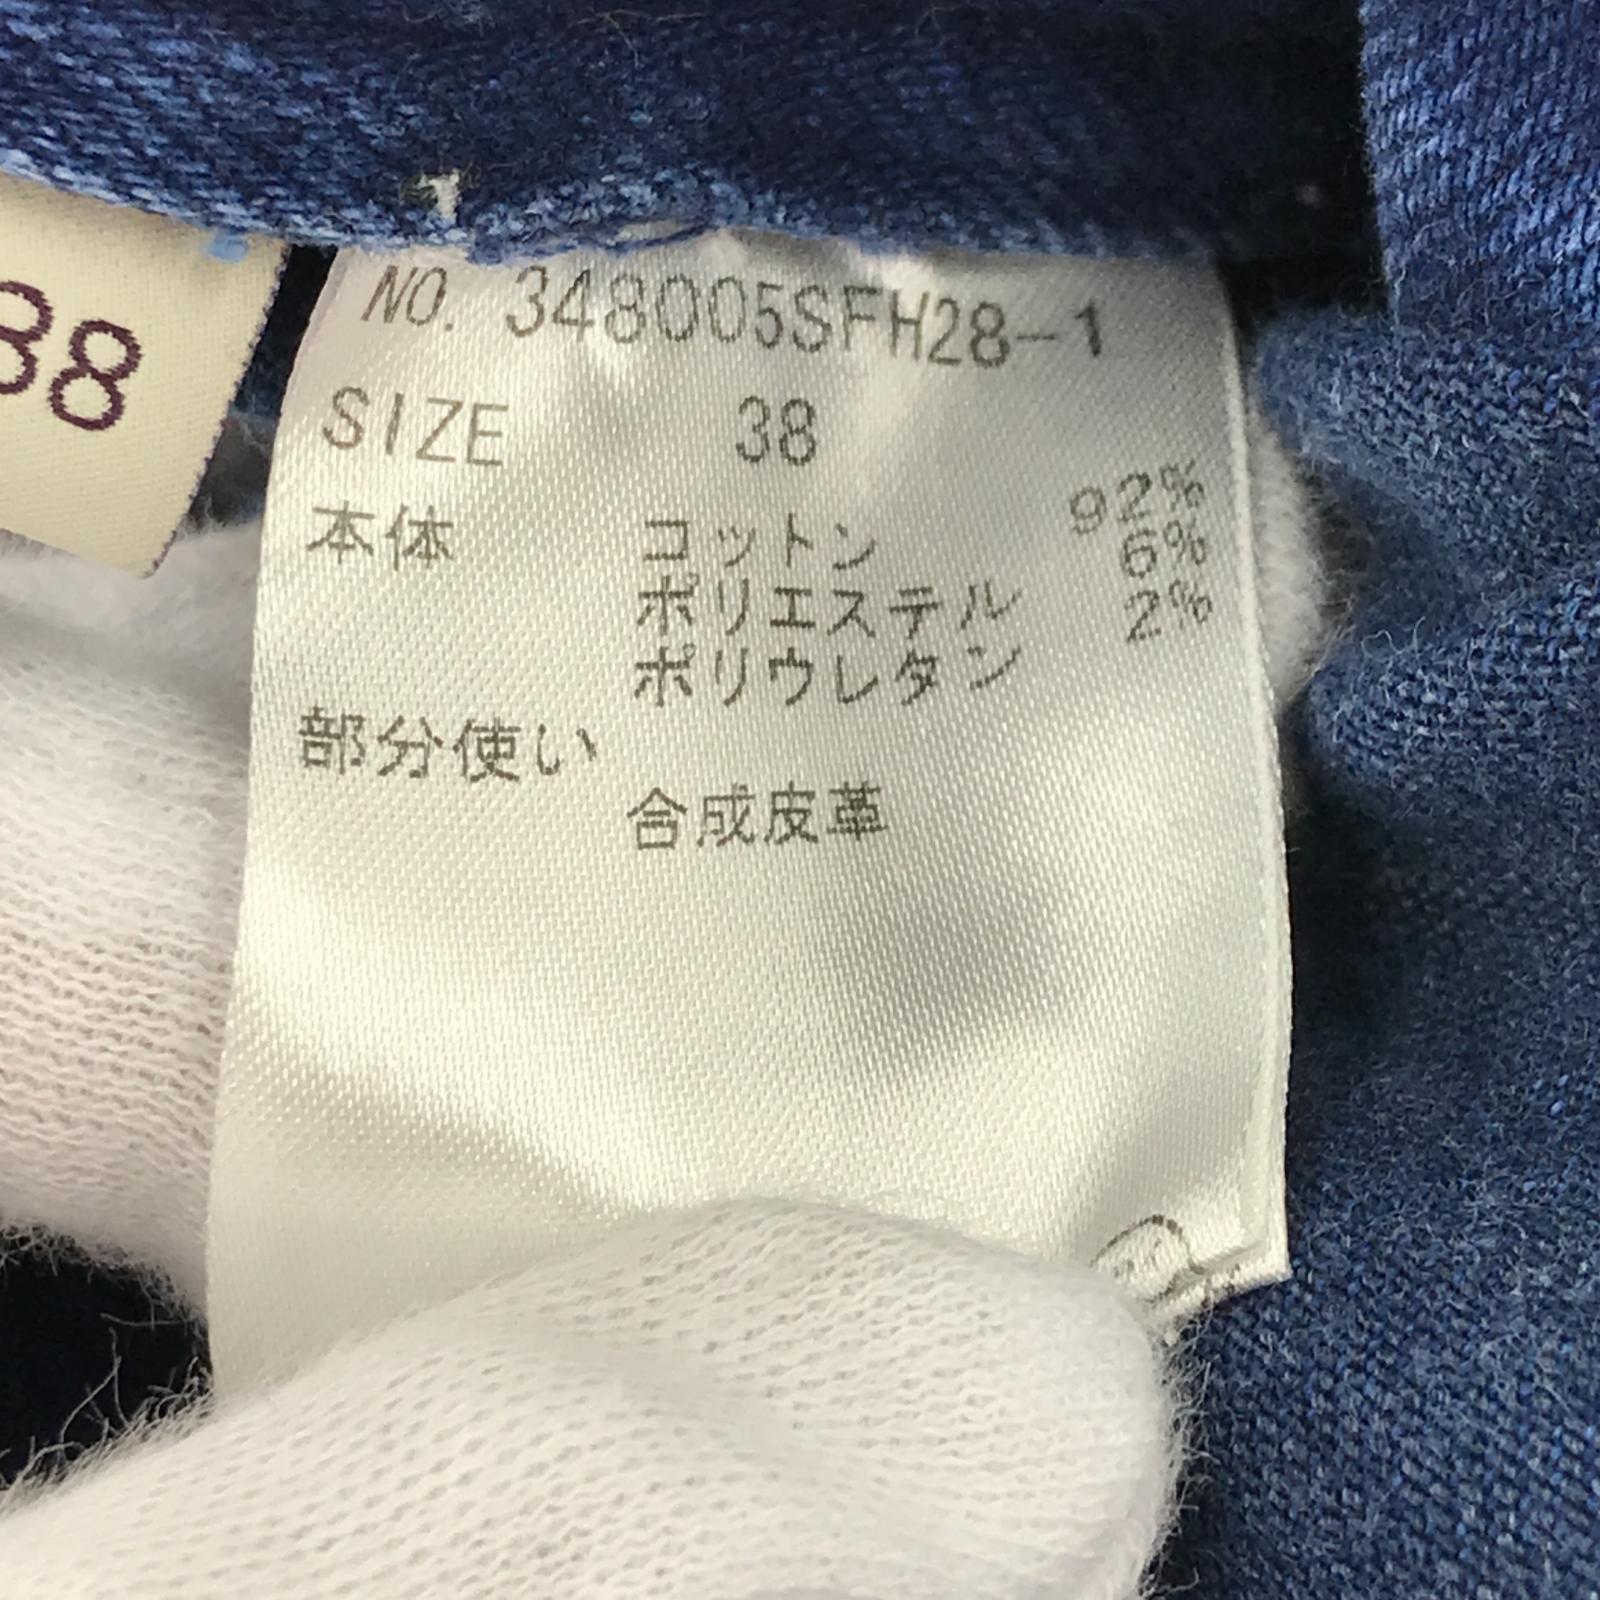 38
NO. 348005SFH28-1
SIZE 38
本体 コットン 92%
ポリエステル 6%
ポリウレタン 2%
部分使い
合成皮革